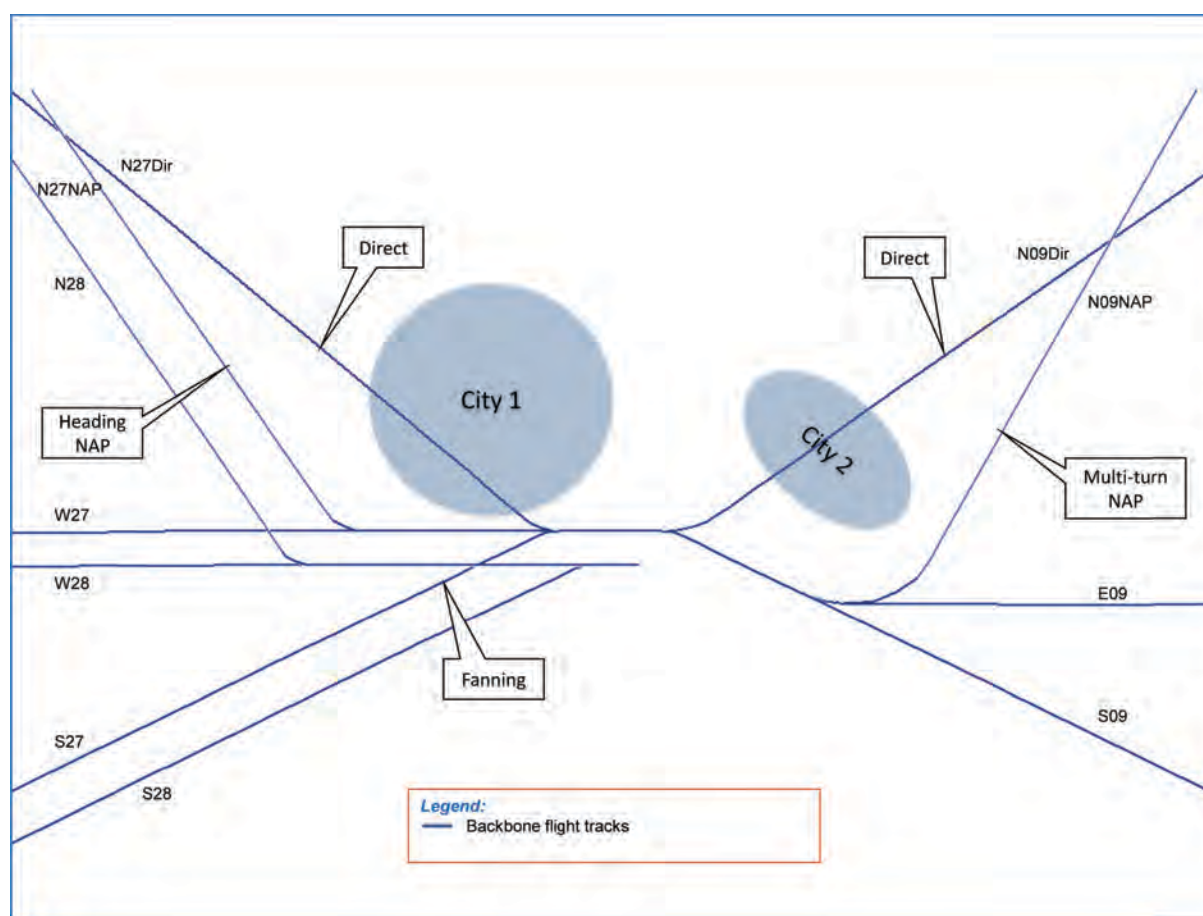 N27Dir
N27NAP
Direct
N28
N09Dir
Direct
N09NAP
City 1
Heading
NAP
City 2
Multi-turn
NAP
W27
W28
E09
Fanning
S27
S28
S09
Legend:
Backbone flight tracks